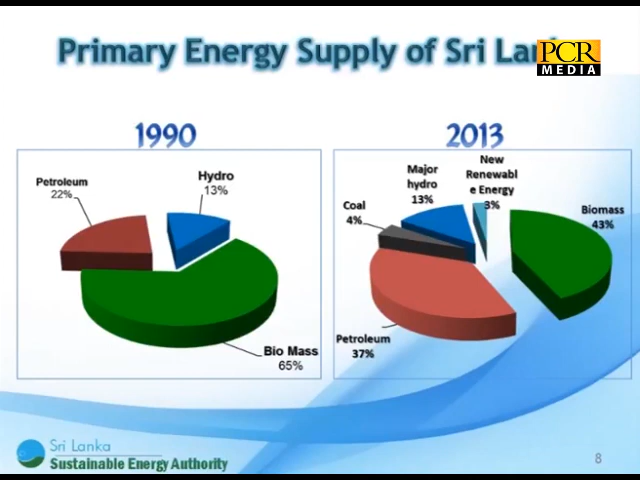 Primary Energy Supply of Sri
PCR
MEDIA
1990
2013
Petroleum
22%
Hydro
13%
Bio Mass
65%
Coal
4%
Major
hydro
13%
New
Renewabl
e Energy
3%
Biomass
43%
Petroleum
37%
Sri Lanka
Sustainable Energy Authority
8